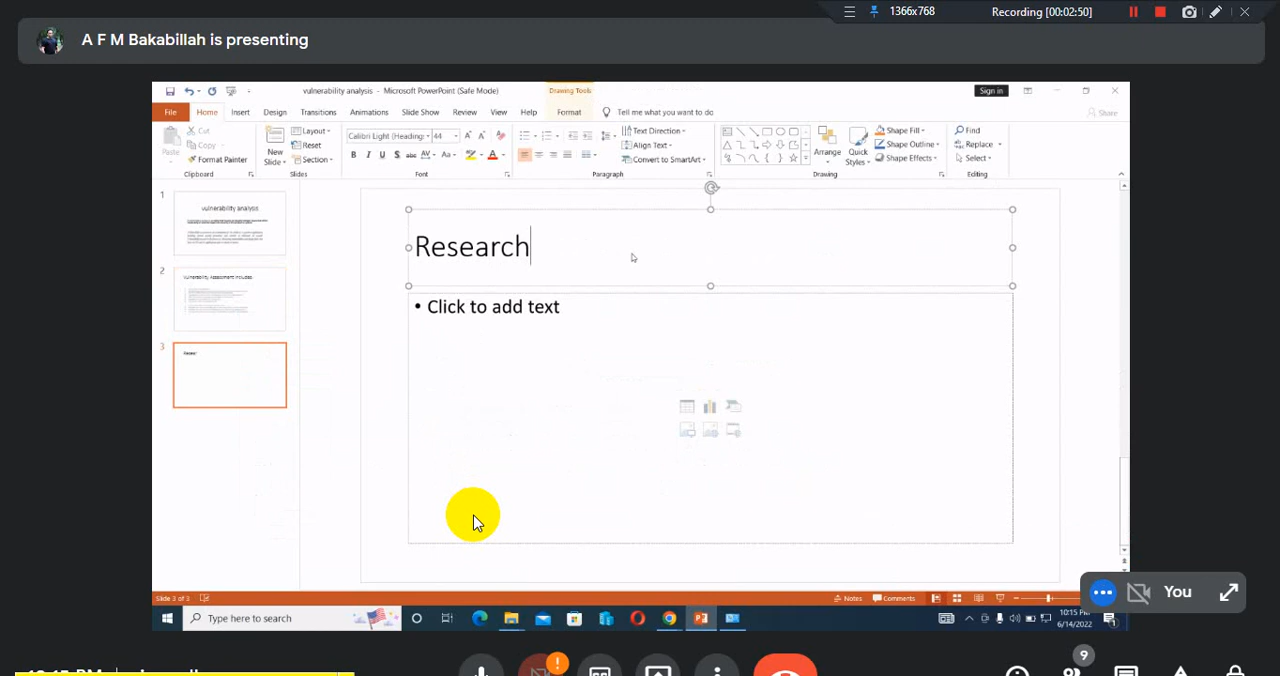 1366x768 Recording [00:02:50]
A F M Bakabillah is presenting
vulnerability analysis - Microsoft PowerPoint (Safe Mode) Drawing Tools Sign in
File Home Insert Design Transitions Animations Slide Show Review View Help Format Tell me what you want to do Share
Paste Cut Copy Format Painter Clipboard
New Slide Layout Reset Section Slides
Calibri Light (Heading 44 Font
Text Direction Align Text Convert to SmartArt Paragraph
Arrange Quick Styles Shape Fill Shape Outline Shape Effects Drawing
Find Replace Select Editing
1 vulnerability analysis
2 Vulnerability Assessment includes
3 Resear
Research
• Click to add text
Slide 3 of 3 Notes Comments
Type here to search 10:15 PM
6/14/2022
You
9